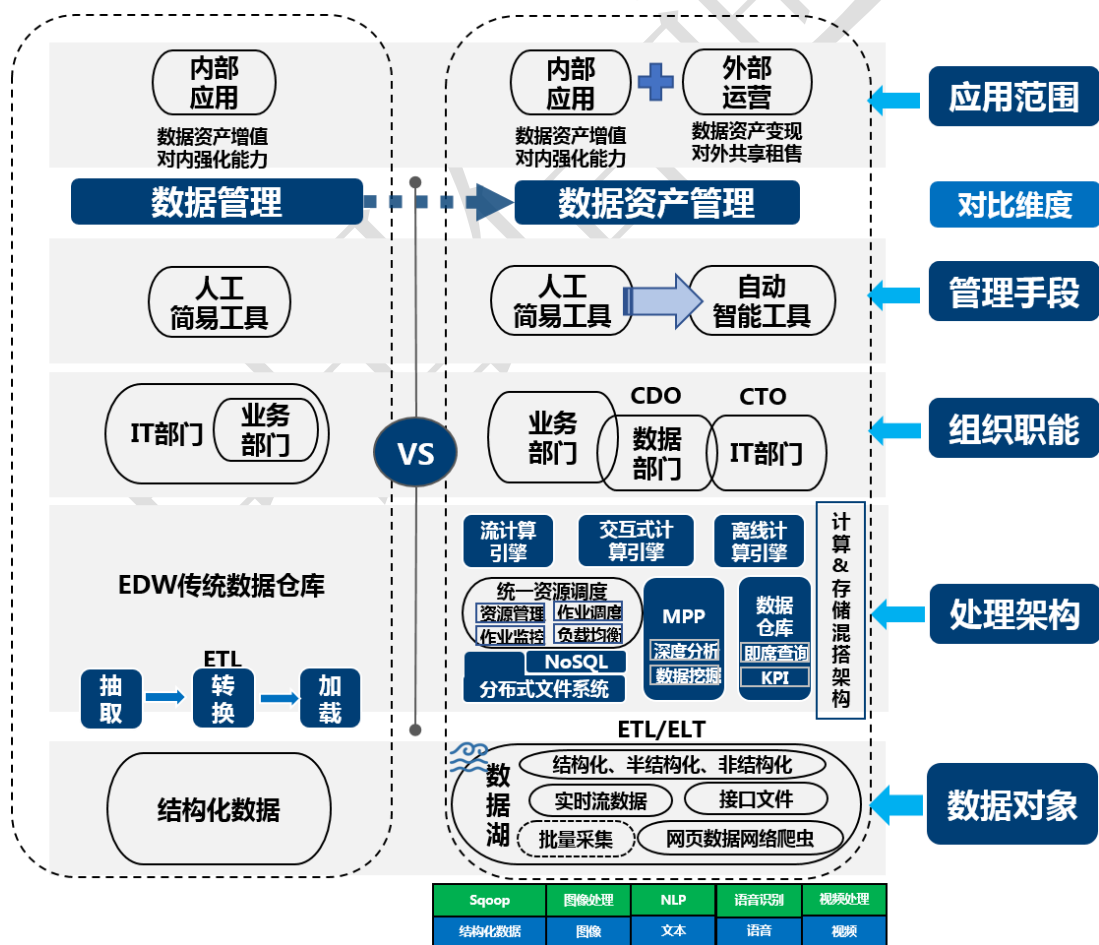 内部
应用
数据资产增值
对内强化能力
内部
应用
外部
运营
数据资产增值
对内强化能力
数据资产变现
对外共享租售
应用范围
数据管理
数据资产管理
对比维度
人工
简易工具
人工
简易工具
自动
智能工具
管理手段
IT部门
业务
部门
VS
业务
部门
CDO
数据
部门
CTO
IT部门
组织职能
EDW传统数据仓库
ETL
抽取
转换
加载
流计算
引擎
交互式计
算引擎
离线计
算引擎
统一资源调度
资源管理
作业调度
作业监控
负载均衡
NoSQL
分布式文件系统
MPP
深度分析
数据挖掘
数据
仓库
即席查询
KPI
计算&存储混搭架构
处理架构
ETL/ELT
结构化数据
数据湖
结构化、半结构化、非结构化
实时流数据
接口文件
批量采集
网页数据网络爬虫
数据对象
Sqoop 图像处理 NLP 语音识别 视频处理
结构化数据 图像 文本 语音 视频